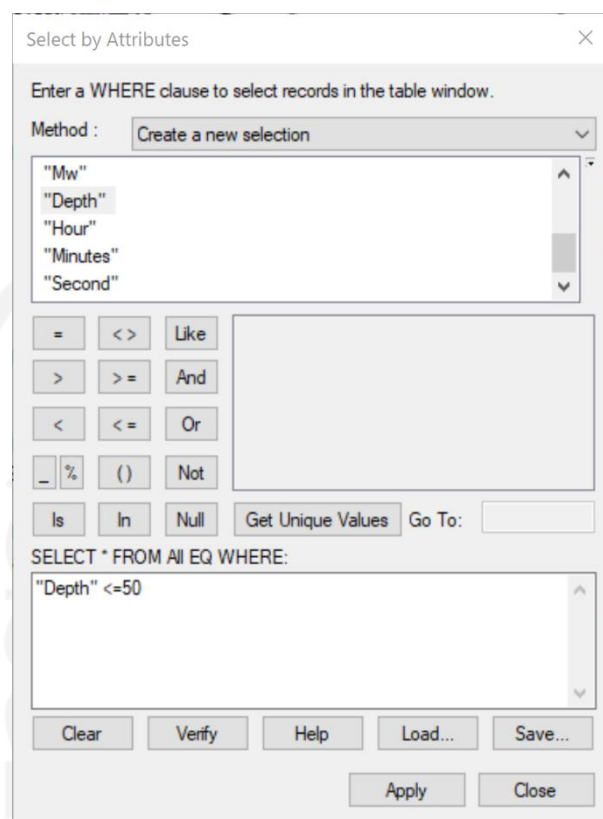 Select by Attributes
Enter a WHERE clause to select records in the table window.
Method : Create a new selection
"Mw"
"Depth"
"Hour"
"Minutes"
"Second"
= < > Like
> > = And
< < = Or
_ % ( ) Not
Is In Null Get Unique Values Go To:
SELECT * FROM All EQ WHERE:
"Depth" <=50
Clear Verify Help Load... Save...
Apply Close